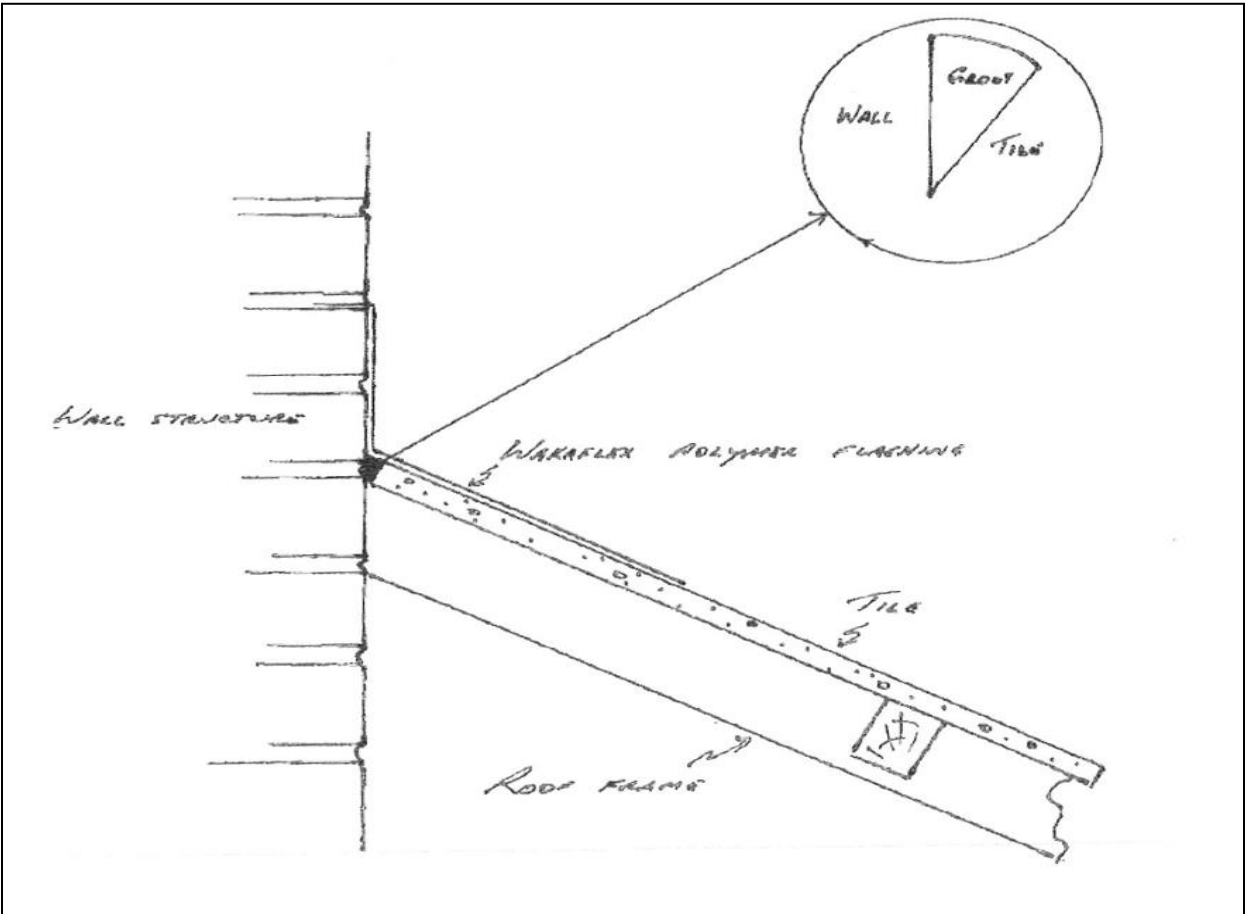 WALL
GROUT
TILE
WALL STRUCTURE
WAKAFLEX POLYMER FLASHING
TILE
ROOF FRAME